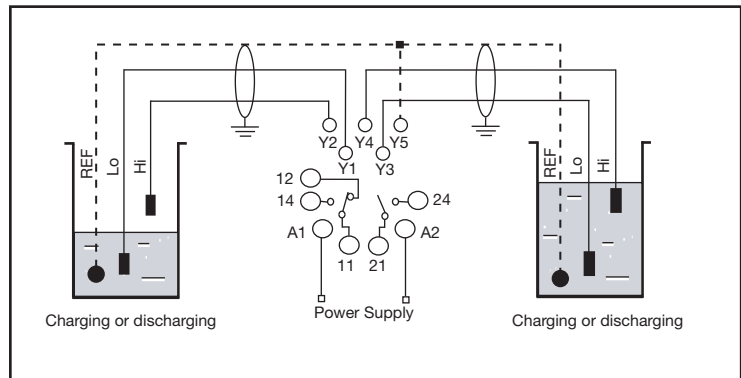 Y2
Y4
Y5
Y1
Y3
REF
Lo
Hi
REF
Lo
Hi
12
14
24
A1
A2
11
21
Power Supply
Charging or discharging
Charging or discharging